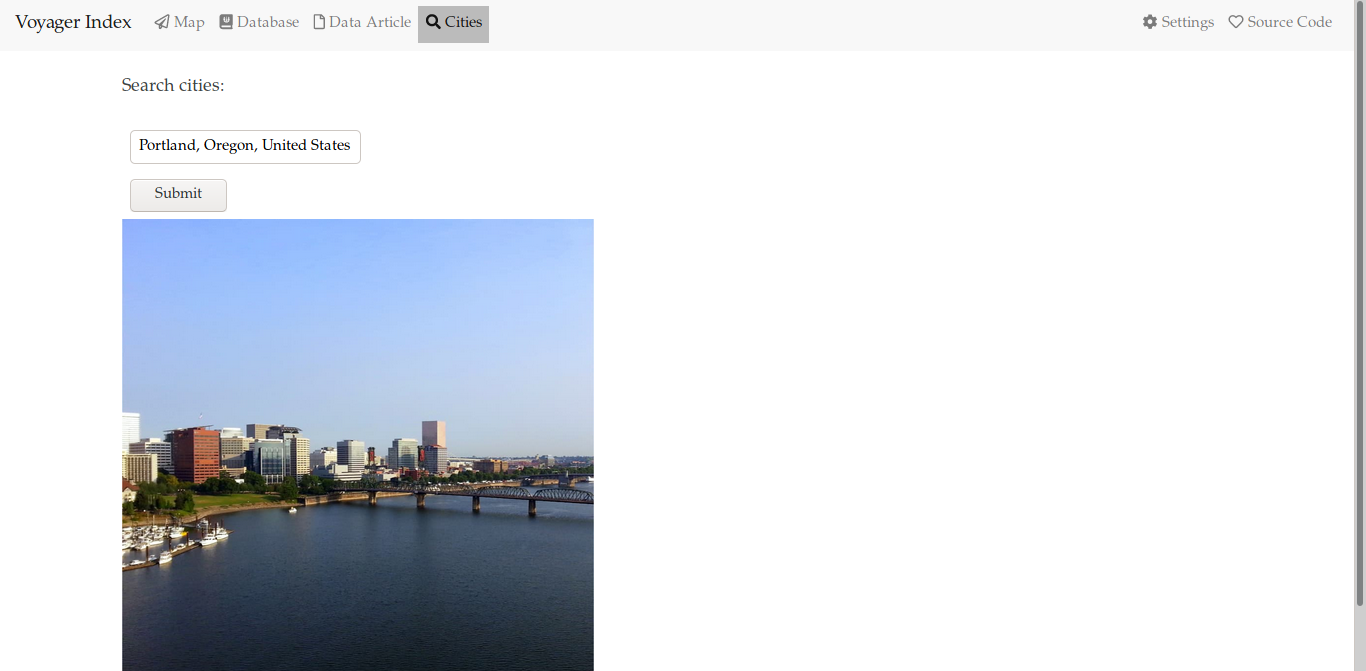 Voyager Index Map Database Data Article Cities Settings Source Code
Search cities:
Portland, Oregon, United States
Submit